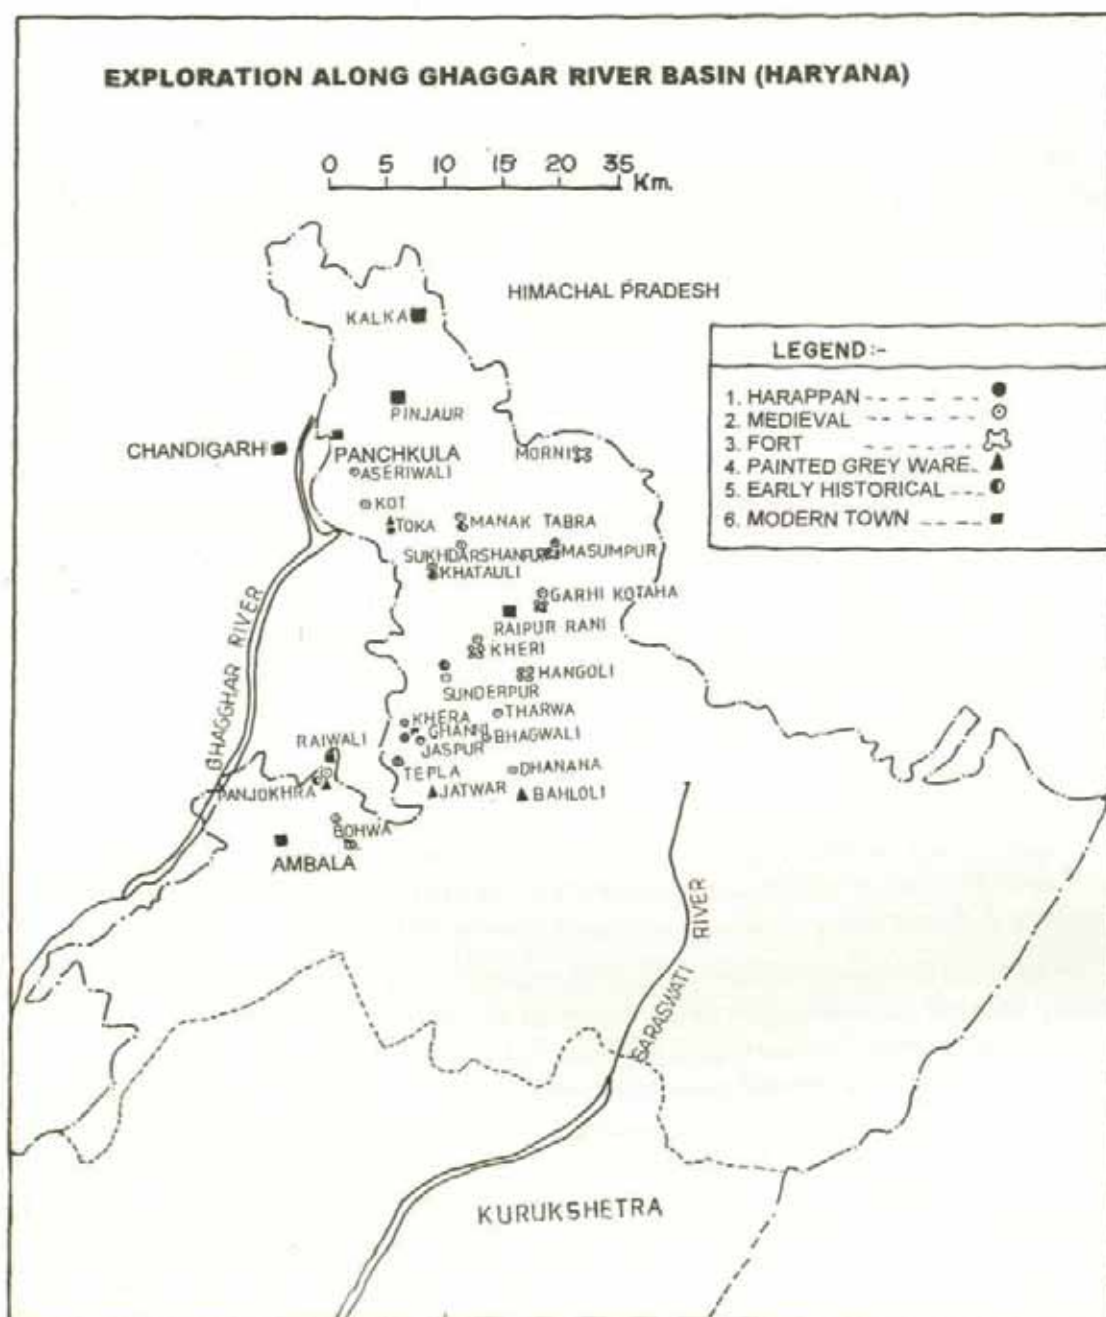 EXPLORATION ALONG GHAGGAR RIVER BASIN (HARYANA)
0 5 10 15 20 35 Km.
HIMACHAL PRADESH
KALKA
LEGEND:-
1. HARAPPAN
2. MEDIEVAL
3. FORT
4. PAINTED GREY WARE
5. EARLY HISTORICAL
6. MODERN TOWN
PINJAUR
CHANDIGARH
PANCHKULA
MORNI
ASERIWALI
KOT
TOKA
MANAK TABRA
SUKHDARSHANPUR
MASUMPUR
KHATAULI
GARHI KOTAHA
RAIPUR RANI
KHERI
HANGOLI
SUNDERPUR
GHAGGHAR RIVER
KHERA
THARWA
GHANNI
BHAGWALI
RAIWALI
JASPUR
TEPLA
DHANANA
PANJOKHRA
JATWAR
BAHLOLI
BOHWA
AMBALA
SARASWATI RIVER
KURUKSHETRA